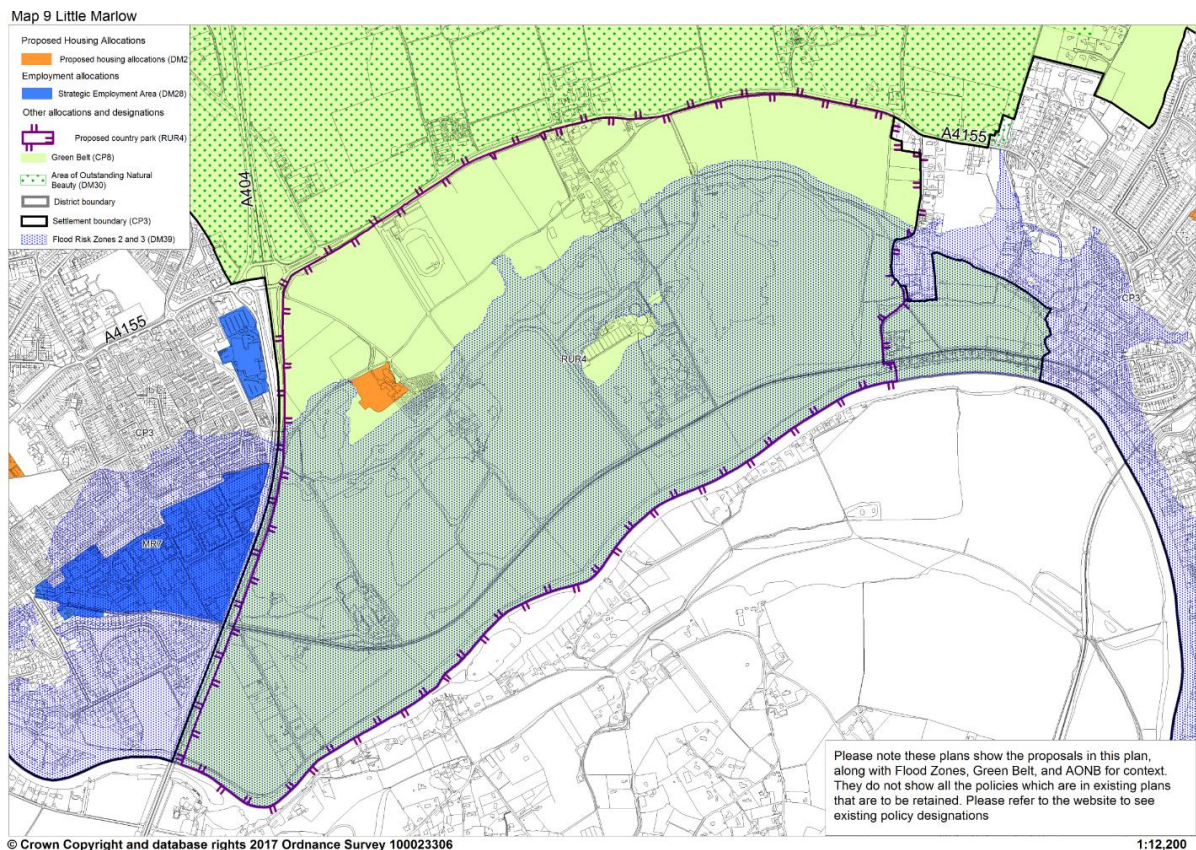 Map 9 Little Marlow
Proposed Housing Allocations
Proposed housing allocations (DM2
Employment allocations
Strategic Employment Area (DM28)
Other allocations and designations
Proposed country park (RUR4)
Green Belt (CP8)
Area of Outstanding Natural
Beauty (DM30)
District boundary
Settlement boundary (CP3)
Flood Risk Zones 2 and 3 (DM39)
A404
A4155
A4155
CP3
RUR4
CP3
MR7
Please note these plans show the proposals in this plan,
along with Flood Zones, Green Belt, and AONB for context.
They do not show all the policies which are in existing plans
that are to be retained. Please refer to the website to see
existing policy designations
© Crown Copyright and database rights 2017 Ordnance Survey 100023306
1:12,200